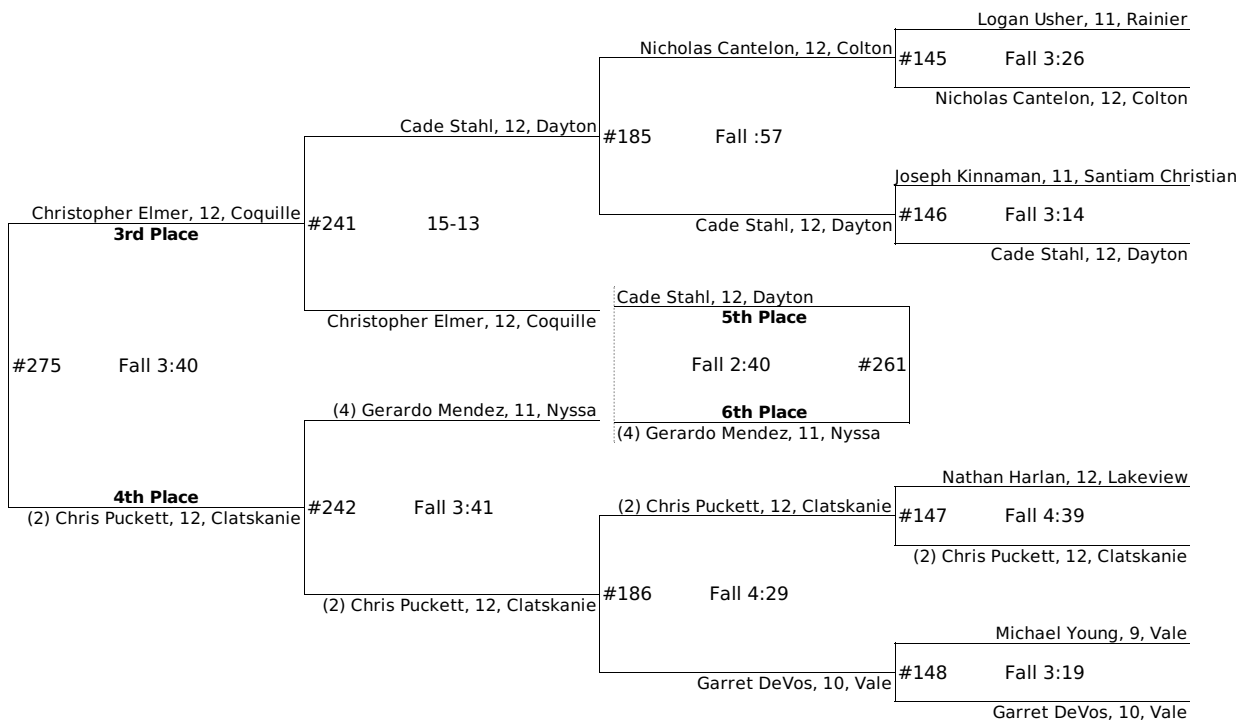 Logan Usher, 11, Rainier
Nicholas Cantelon, 12, Colton
#145 Fall 3:26
Nicholas Cantelon, 12, Colton
Cade Stahl, 12, Dayton
#185 Fall :57
Joseph Kinnaman, 11, Santiam Christian
Christopher Elmer, 12, Coquille
3rd Place
#241 15-13
Cade Stahl, 12, Dayton
#146 Fall 3:14
Cade Stahl, 12, Dayton
Christopher Elmer, 12, Coquille
Cade Stahl, 12, Dayton
5th Place
#275 Fall 3:40
Fall 2:40 #261
(4) Gerardo Mendez, 11, Nyssa
6th Place
(4) Gerardo Mendez, 11, Nyssa
Nathan Harlan, 12, Lakeview
4th Place
(2) Chris Puckett, 12, Clatskanie
#242 Fall 3:41
(2) Chris Puckett, 12, Clatskanie
#147 Fall 4:39
(2) Chris Puckett, 12, Clatskanie
(2) Chris Puckett, 12, Clatskanie
#186 Fall 4:29
Michael Young, 9, Vale
Garret DeVos, 10, Vale
#148 Fall 3:19
Garret DeVos, 10, Vale